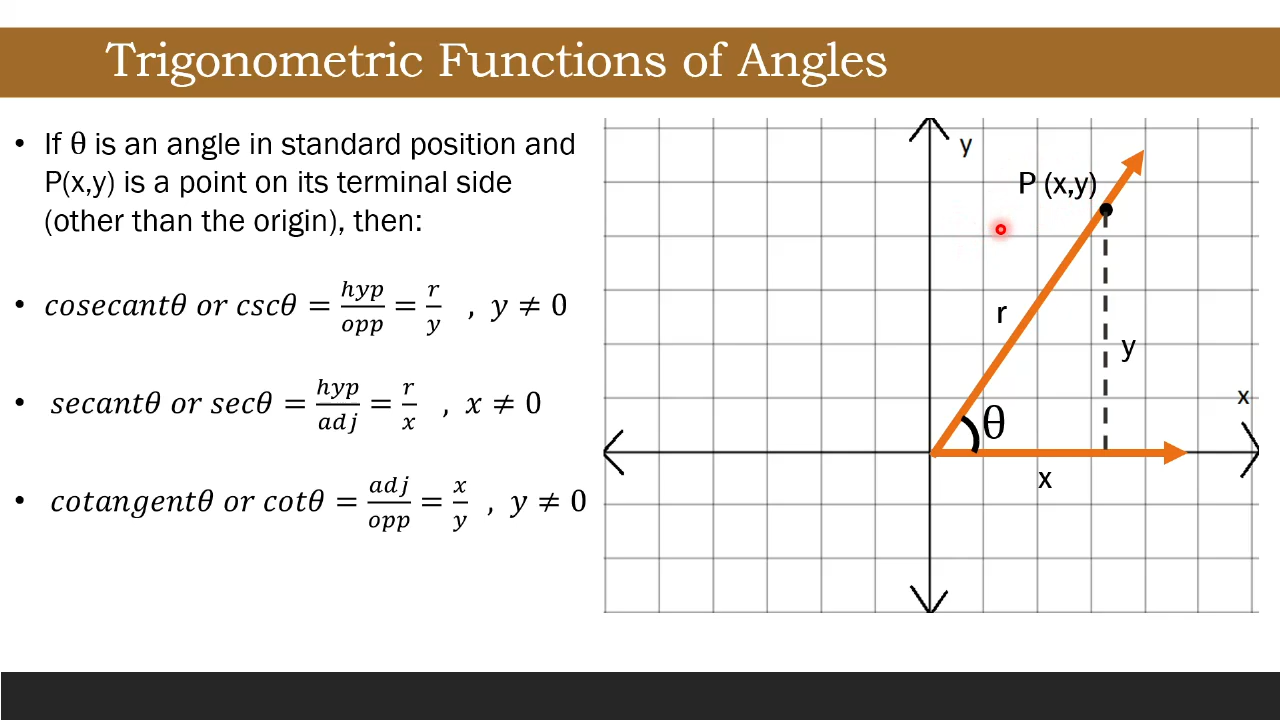 Trigonometric Functions of Angles
• If θ is an angle in standard position and
P(x,y) is a point on its terminal side
(other than the origin), then:
• cosecantθ or cscθ = hyp/opp = r/y , y ≠ 0
• secantθ or secθ = hyp/adj = r/x , x ≠ 0
• cotangentθ or cotθ = adj/opp = x/y , y ≠ 0
y
P (x,y)
r
y
x
θ
x